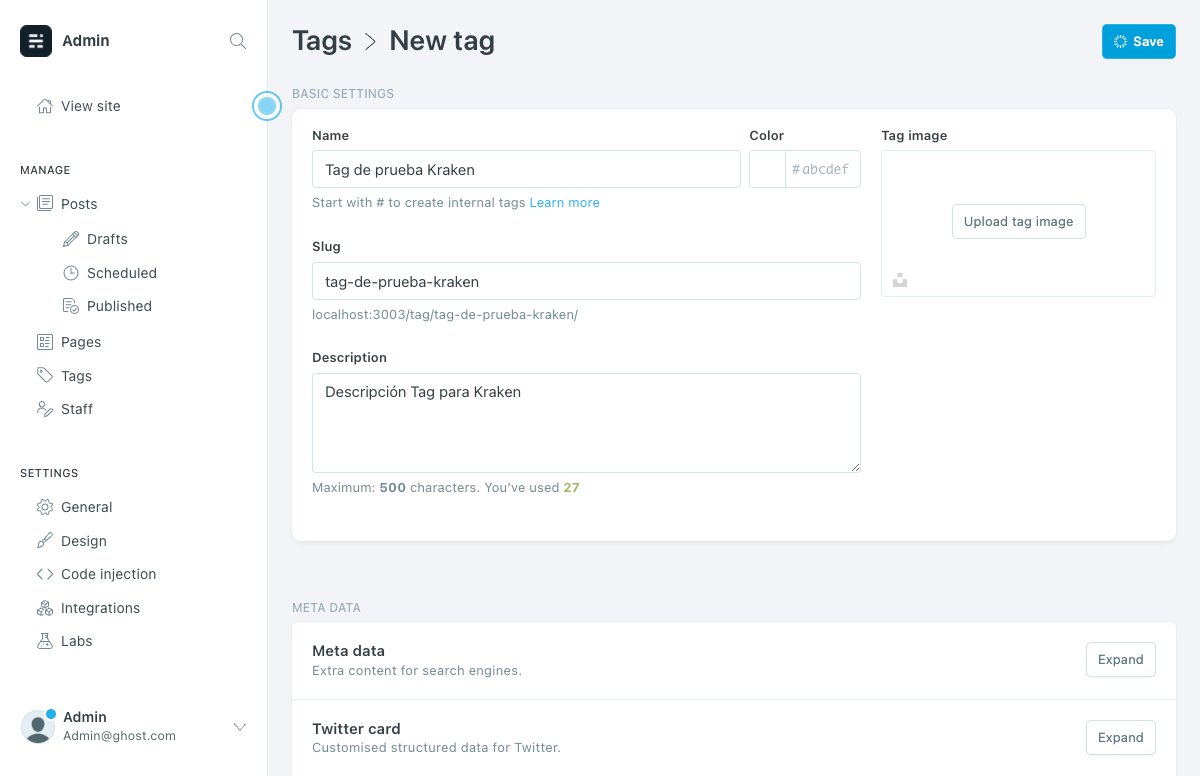 Admin
View site
MANAGE
Posts
Drafts
Scheduled
Published
Pages
Tags
Staff
SETTINGS
General
Design
Code injection
Integrations
Labs
Admin
Admin@ghost.com
Tags > New tag
Save
BASIC SETTINGS
Name
Tag de prueba Kraken
Start with # to create internal tags Learn more
Color
#abcdef
Slug
tag-de-prueba-kraken
localhost:3003/tag/tag-de-prueba-kraken/
Description
Descripción Tag para Kraken
Maximum: 500 characters. You’ve used 27
Tag image
Upload tag image
META DATA
Meta data
Extra content for search engines.
Expand
Twitter card
Customised structured data for Twitter.
Expand